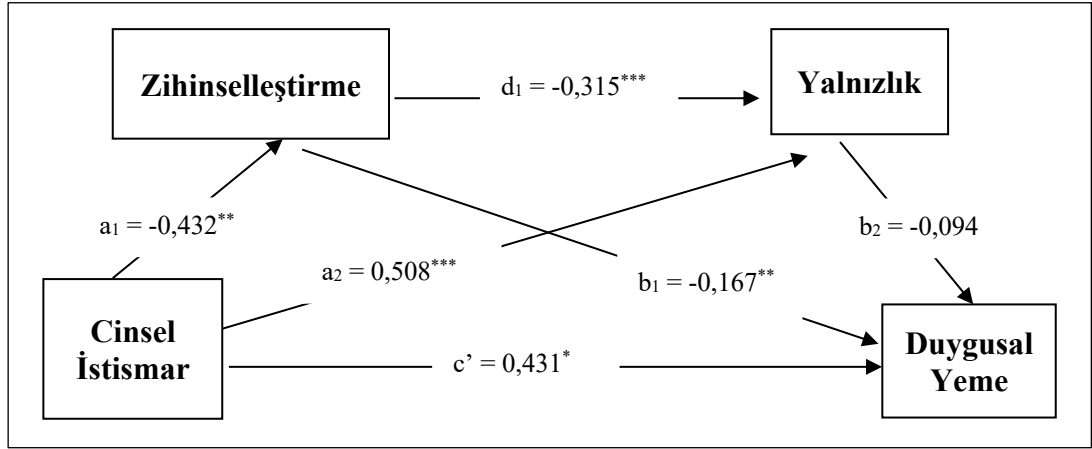 Zihinselleştirme
d₁ = -0,315***
Yalnızlık
a₁ = -0,432**
a₂ = 0,508***
b₁ = -0,167**
b₂ = -0,094
Cinsel
İstismar
c’ = 0,431*
Duygusal
Yeme